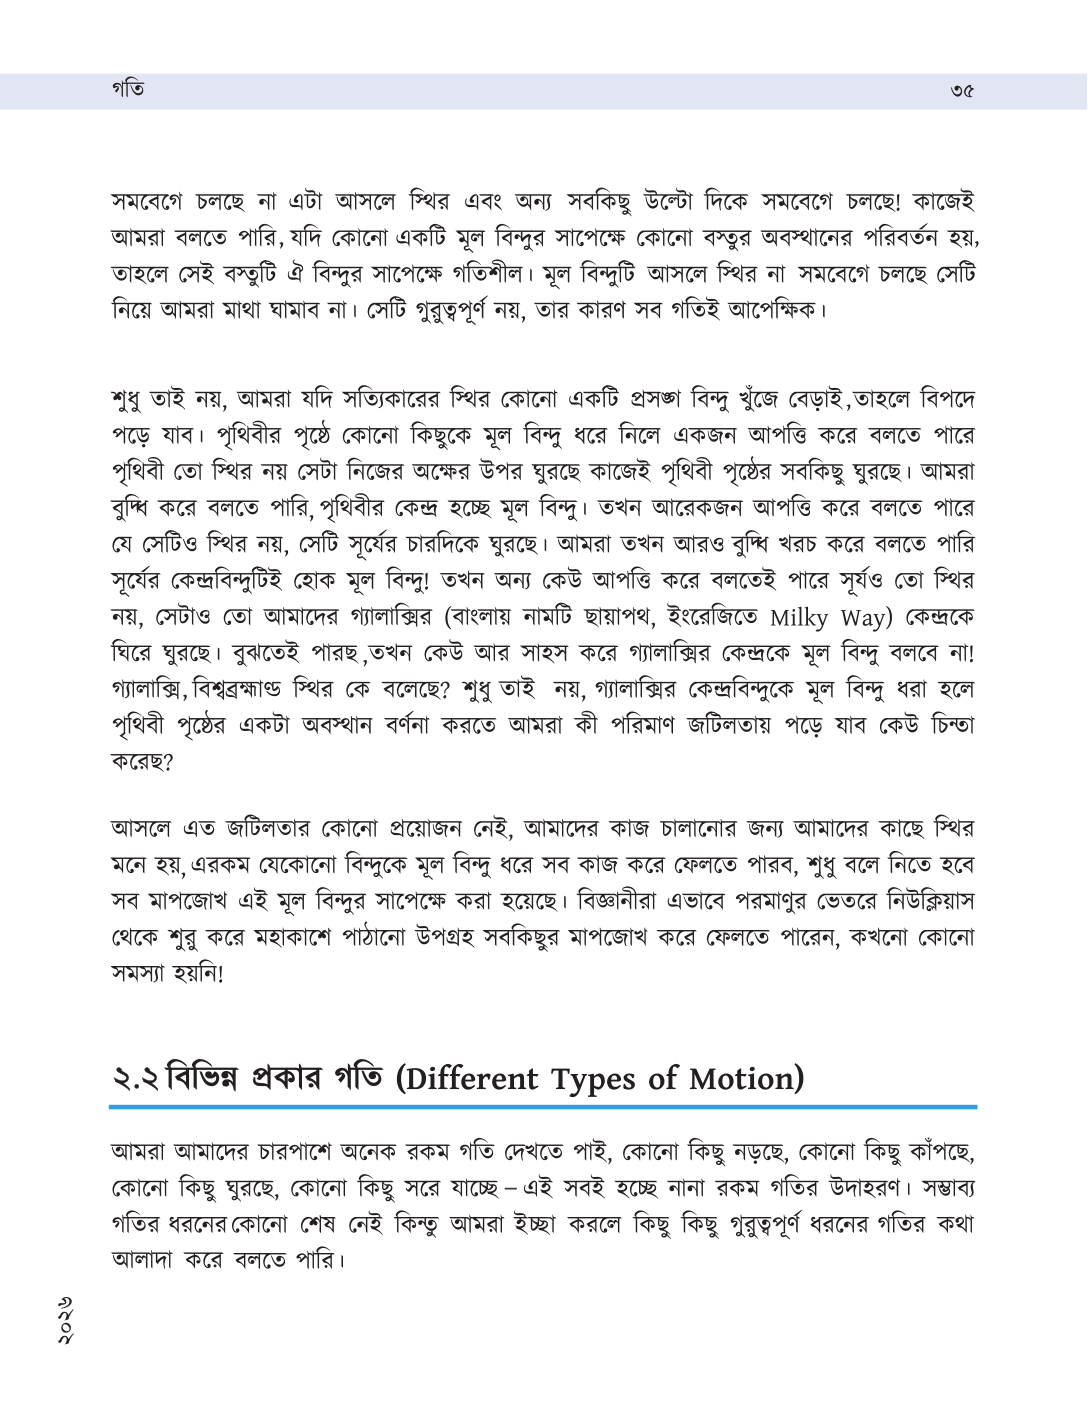 গতি ৩৫
সমবেগে চলছে না এটা আসলে স্থির এবং অন্য সবকিছু উল্টো দিকে সমবেগে চলছে! কাজেই
আমরা বলতে পারি, যদি কোনো একটি মূল বিন্দুর সাপেক্ষে কোনো বস্তুর অবস্থানের পরিবর্তন হয়,
তাহলে সেই বস্তুটি ঐ বিন্দুর সাপেক্ষে গতিশীল। মূল বিন্দুটি আসলে স্থির না সমবেগে চলছে সেটি
নিয়ে আমরা মাথা ঘামাব না। সেটি গুরুত্বপূর্ণ নয়, তার কারণ সব গতিই আপেক্ষিক।
শুধু তাই নয়, আমরা যদি সত্যিকারের স্থির কোনো একটি প্রসঙ্গ বিন্দু খুঁজে বেড়াই,তাহলে বিপদে
পড়ে যাব। পৃথিবীর পৃষ্ঠে কোনো কিছুকে মূল বিন্দু ধরে নিলে একজন আপত্তি করে বলতে পারে
পৃথিবী তো স্থির নয় সেটা নিজের অক্ষের উপর ঘুরছে কাজেই পৃথিবী পৃষ্ঠের সবকিছু ঘুরছে। আমরা
বুদ্ধি করে বলতে পারি, পৃথিবীর কেন্দ্র হচ্ছে মূল বিন্দু। তখন আরেকজন আপত্তি করে বলতে পারে
যে সেটিও স্থির নয়, সেটি সূর্যের চারদিকে ঘুরছে। আমরা তখন আরও বুদ্ধি খরচ করে বলতে পারি
সূর্যের কেন্দ্রবিন্দুটিই হোক মূল বিন্দু! তখন অন্য কেউ আপত্তি করে বলতেই পারে সূর্যও তো স্থির
নয়, সেটাও তো আমাদের গ্যালাক্সির (বাংলায় নামটি ছায়াপথ, ইংরেজিতে Milky Way) কেন্দ্রকে
ঘিরে ঘুরছে। বুঝতেই পারছ,তখন কেউ আর সাহস করে গ্যালাক্সির কেন্দ্রকে মূল বিন্দু বলবে না!
গ্যালাক্সি, বিশ্বব্রহ্মাণ্ড স্থির কে বলেছে? শুধু তাই নয়, গ্যালাক্সির কেন্দ্রবিন্দুকে মূল বিন্দু ধরা হলে
পৃথিবী পৃষ্ঠের একটা অবস্থান বর্ণনা করতে আমরা কী পরিমাণ জটিলতায় পড়ে যাব কেউ চিন্তা
করেছ?
আসলে এত জটিলতার কোনো প্রয়োজন নেই, আমাদের কাজ চালানোর জন্য আমাদের কাছে স্থির
মনে হয়, এরকম যেকোনো বিন্দুকে মূল বিন্দু ধরে সব কাজ করে ফেলতে পারব, শুধু বলে নিতে হবে
সব মাপজোখ এই মূল বিন্দুর সাপেক্ষে করা হয়েছে। বিজ্ঞানীরা এভাবে পরমাণুর ভেতরে নিউক্লিয়াস
থেকে শুরু করে মহাকাশে পাঠানো উপগ্রহ সবকিছুর মাপজোখ করে ফেলতে পারেন, কখনো কোনো
সমস্যা হয়নি!
২.২ বিভিন্ন প্রকার গতি (Different Types of Motion)
আমরা আমাদের চারপাশে অনেক রকম গতি দেখতে পাই, কোনো কিছু নড়ছে, কোনো কিছু কাঁপছে,
কোনো কিছু ঘুরছে, কোনো কিছু সরে যাচ্ছে – এই সবই হচ্ছে নানা রকম গতির উদাহরণ। সম্ভাব্য
গতির ধরনের কোনো শেষ নেই কিন্তু আমরা ইচ্ছা করলে কিছু কিছু গুরুত্বপূর্ণ ধরনের গতির কথা
আলাদা করে বলতে পারি।
২০২৬